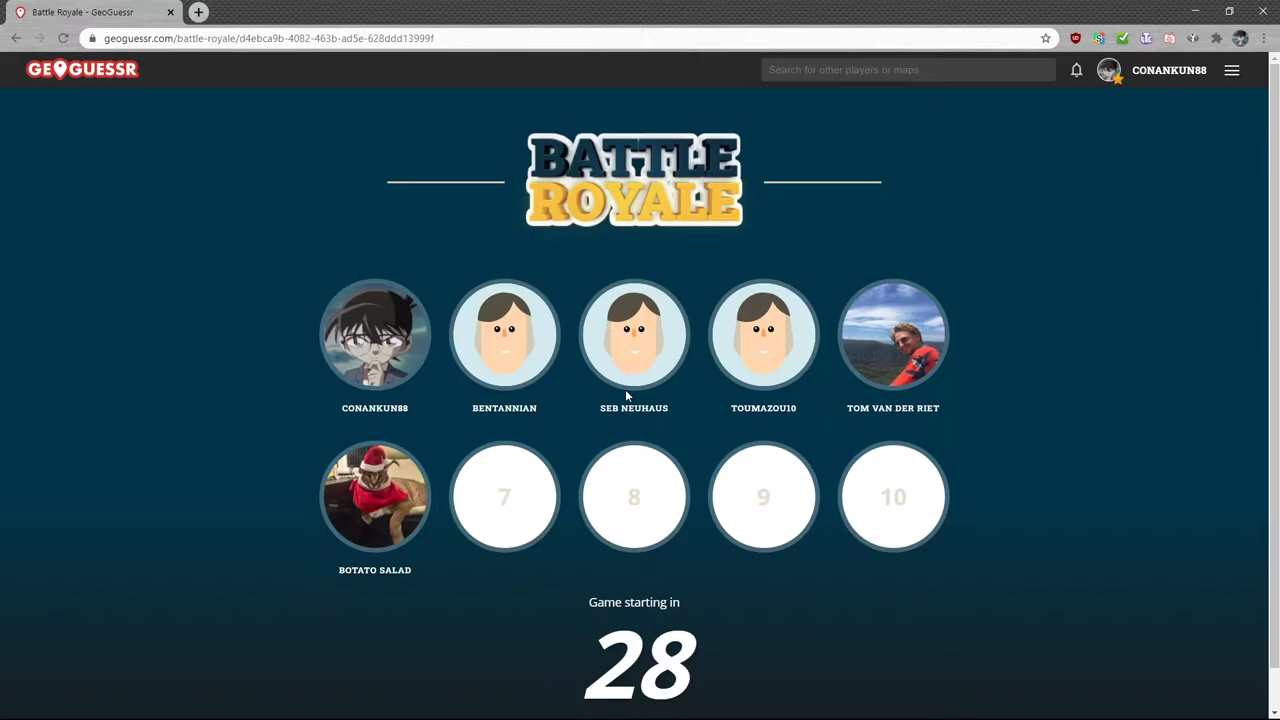 Battle Royale - GeoGuessr
geoguessr.com/battle-royale/d4ebca9b-4082-463b-ad5e-628ddd13999f
GEOGUESSR
Search for other players or maps
CONANKUN88
BATTLE
ROYALE
CONANKUN88
BENTANNIAN
SEB NEUHAUS
TOUMAZOU10
TOM VAN DER RIET
7
8
9
10
BOTATO SALAD
Game starting in
28